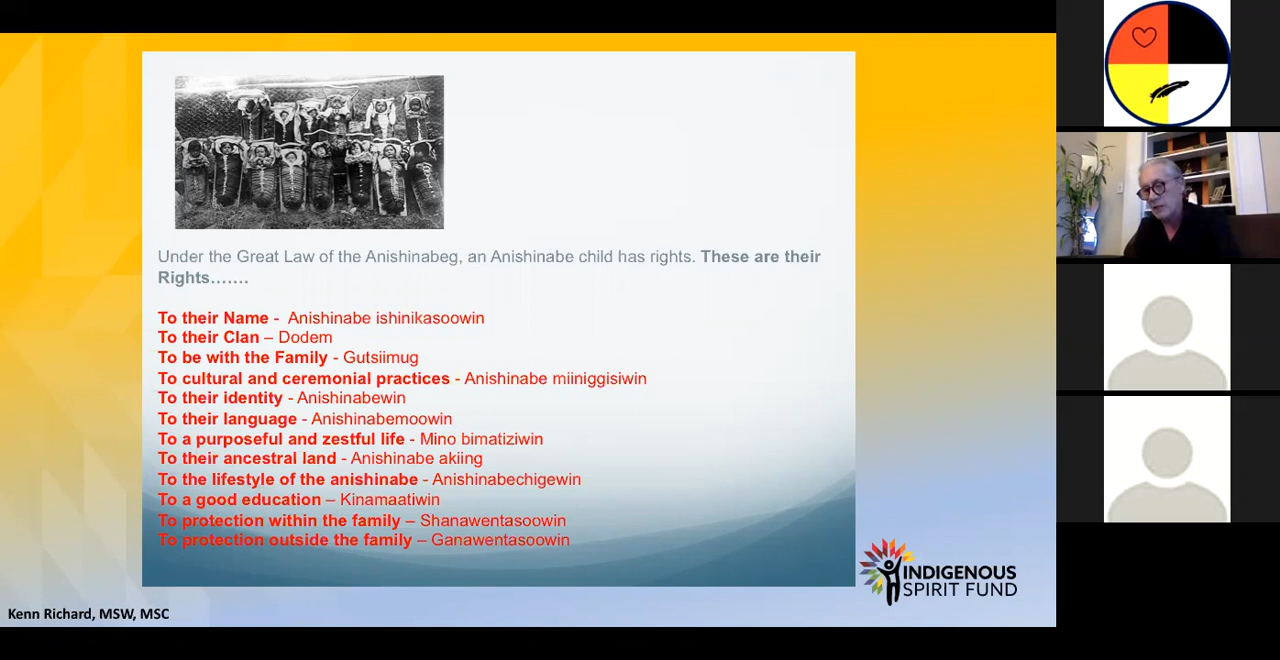 Under the Great Law of the Anishinabeg, an Anishinabe child has rights. These are their
Rights…….
To their Name -  Anishinabe ishinikasoowin
To their Clan – Dodem
To be with the Family - Gutsiimug
To cultural and ceremonial practices - Anishinabe miiniggisiwin
To their identity - Anishinabewin
To their language - Anishinabemoowin
To a purposeful and zestful life - Mino bimatiziwin
To their ancestral land - Anishinabe akiing
To the lifestyle of the anishinabe - Anishinabechigewin
To a good education – Kinamaatiwin
To protection within the family – Shanawentasoowin
To protection outside the family – Ganawentasoowin
INDIGENOUS
SPIRIT FUND
Kenn Richard, MSW, MSC